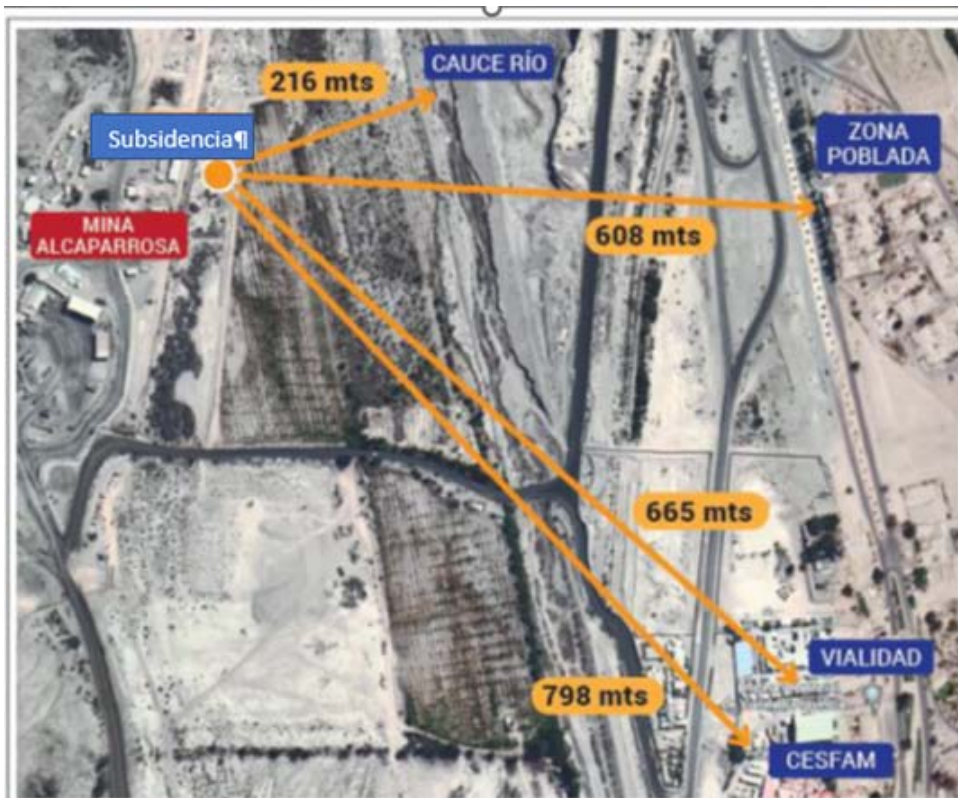 CAUCE RÍO
216 mts
Subsidencia¶
ZONA
POBLADA
MINA
ALCAPARROSA
608 mts
665 mts
VIALIDAD
798 mts
CESFAM